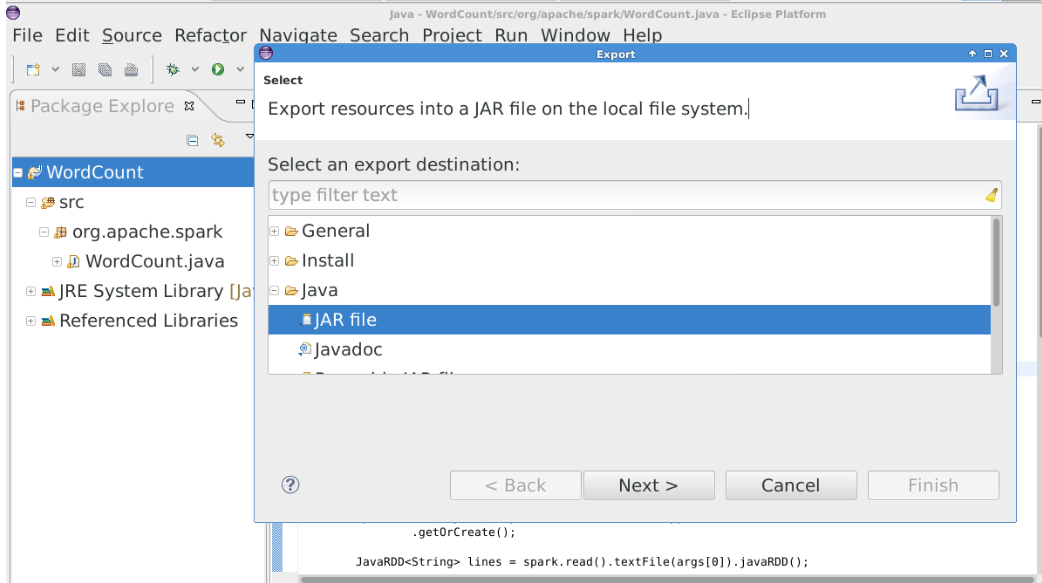 Java - WordCount/src/org/apache/spark/WordCount.java - Eclipse Platform
File Edit Source Refactor Navigate Search Project Run Window Help
Export
Select
Export resources into a JAR file on the local file system.
Package Explore
WordCount
src
org.apache.spark
WordCount.java
JRE System Library [Ja
Referenced Libraries
Select an export destination:
type filter text
General
Install
Java
JAR file
Javadoc
< Back Next > Cancel Finish
.getOrCreate();
JavaRDD<String> lines = spark.read().textFile(args[0]).javaRDD();